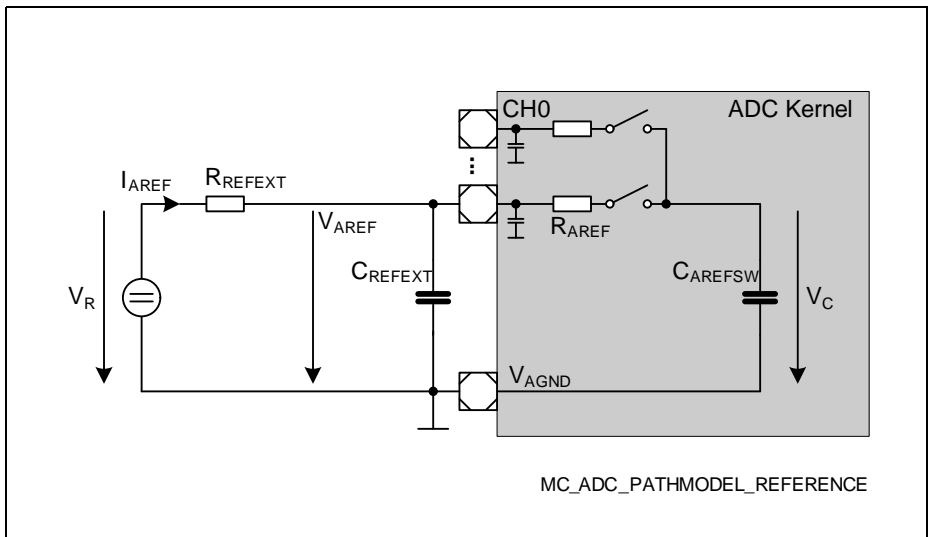 CH0
ADC Kernel
I_AREF
R_REFEXT
V_AREF
R_AREF
C_REFEXT
C_AREFSW
V_R
V_C
V_AGND
MC_ADC_PATHMODEL_REFERENCE